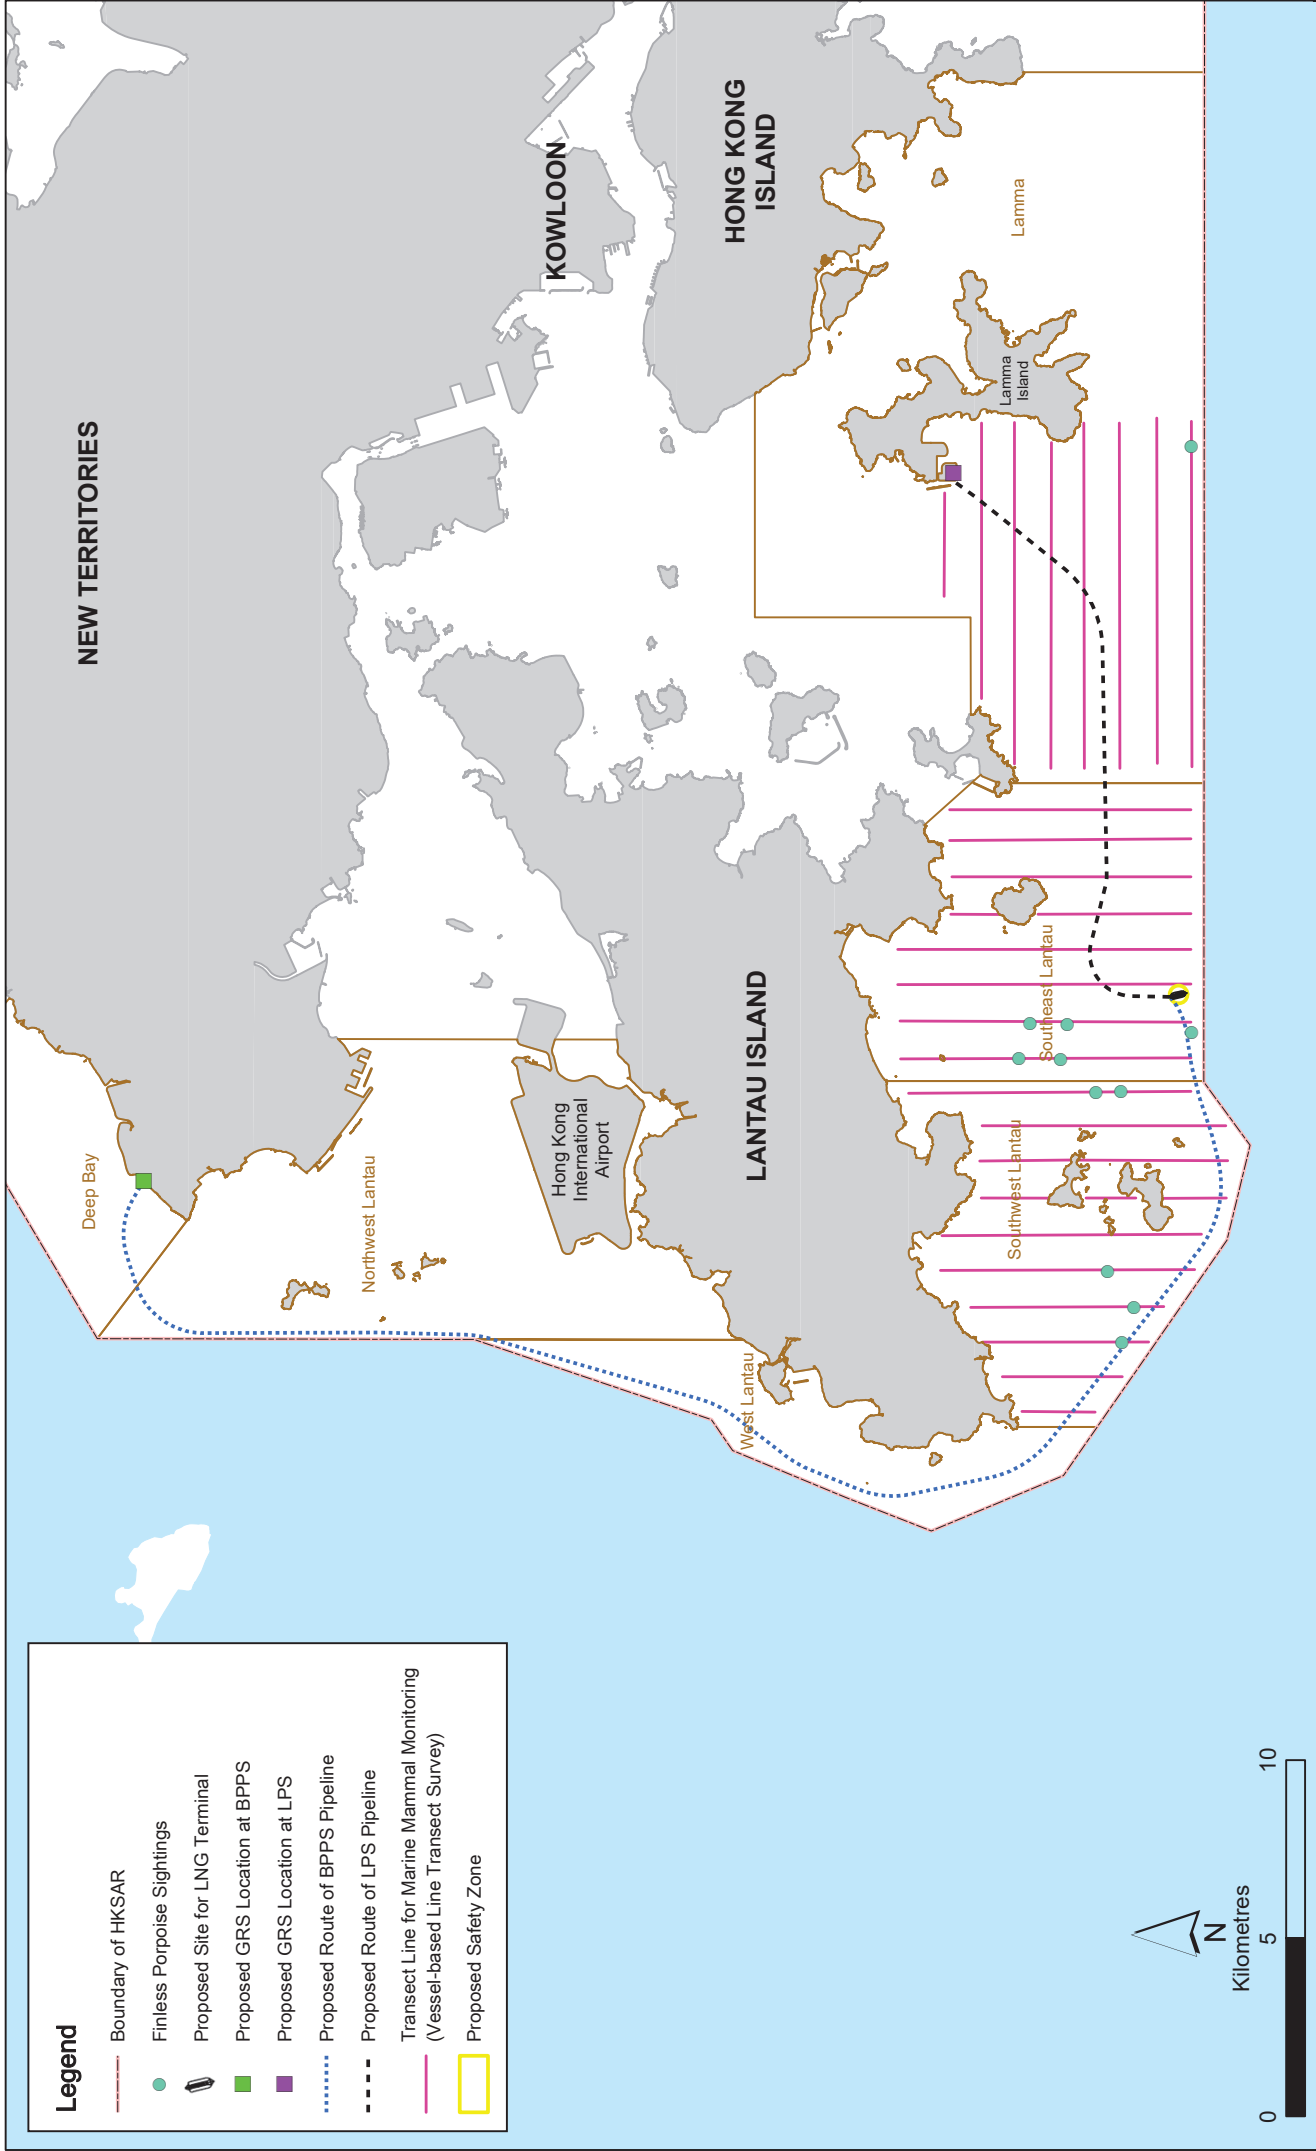 NEW TERRITORIES
KOWLOON
HONG KONG
ISLAND
Deep Bay
Northwest Lantau
Hong Kong
International
Airport
LANTAU ISLAND
West Lantau
Southwest Lantau
Southeast Lantau
Lamma
Island
Lamma
Legend
Boundary of HKSAR
Finless Porpoise Sightings
Proposed Site for LNG Terminal
Proposed GRS Location at BPPS
Proposed GRS Location at LPS
Proposed Route of BPPS Pipeline
Proposed Route of LPS Pipeline
Transect Line for Marine Mammal Monitoring
(Vessel-based Line Transect Survey)
Proposed Safety Zone
N
Kilometres
0 5 10